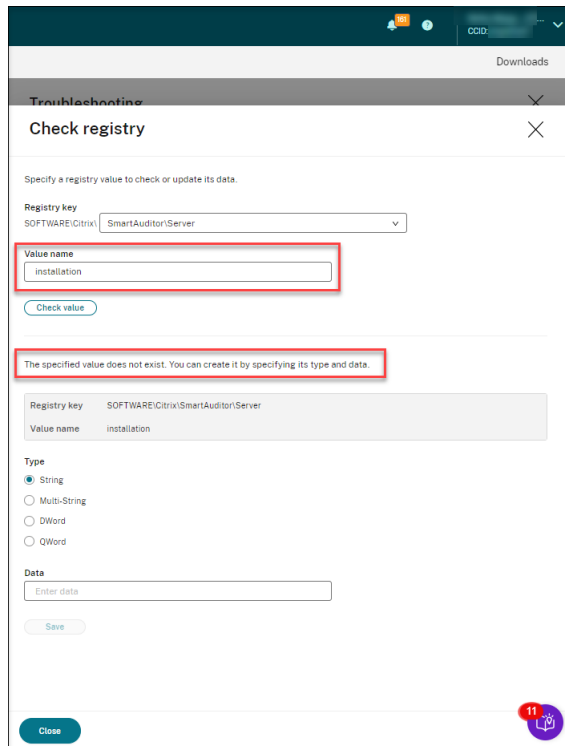 161
?
CCID:
Downloads
Troubleshooting
Check registry
Specify a registry value to check or update its data.
Registry key
SOFTWARE\Citrix\ SmartAuditor\Server
Value name
installation
Check value
The specified value does not exist. You can create it by specifying its type and data.
Registry key SOFTWARE\Citrix\SmartAuditor\Server
Value name installation
Type
String
Multi-String
DWord
QWord
Data
Enter data
Save
11
Close